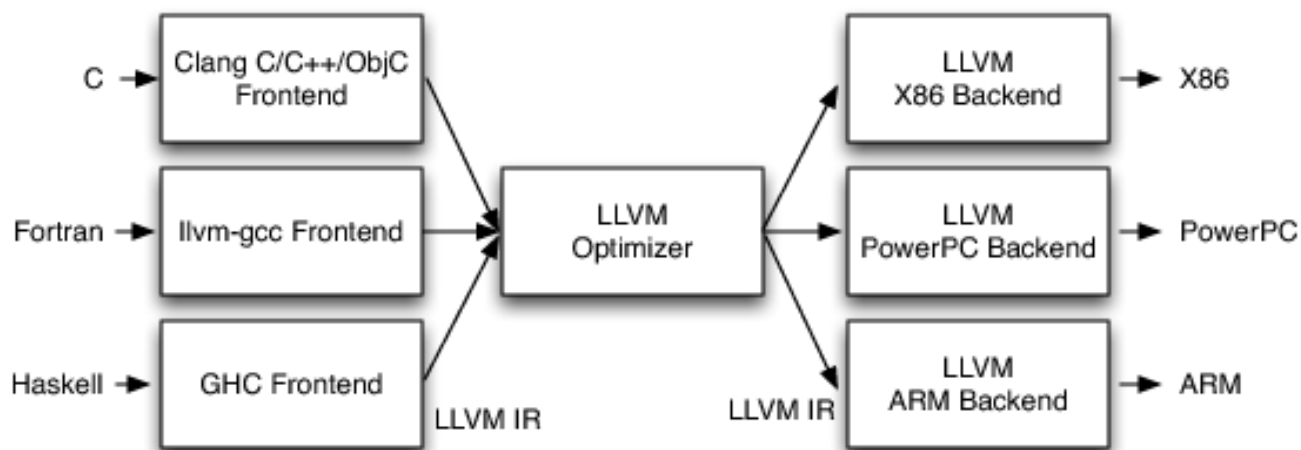 C
Clang C/C++/ObjC
Frontend
LLVM
X86 Backend
X86
Fortran
llvm-gcc Frontend
LLVM
Optimizer
LLVM
PowerPC Backend
PowerPC
Haskell
GHC Frontend
LLVM IR
LLVM IR
LLVM
ARM Backend
ARM